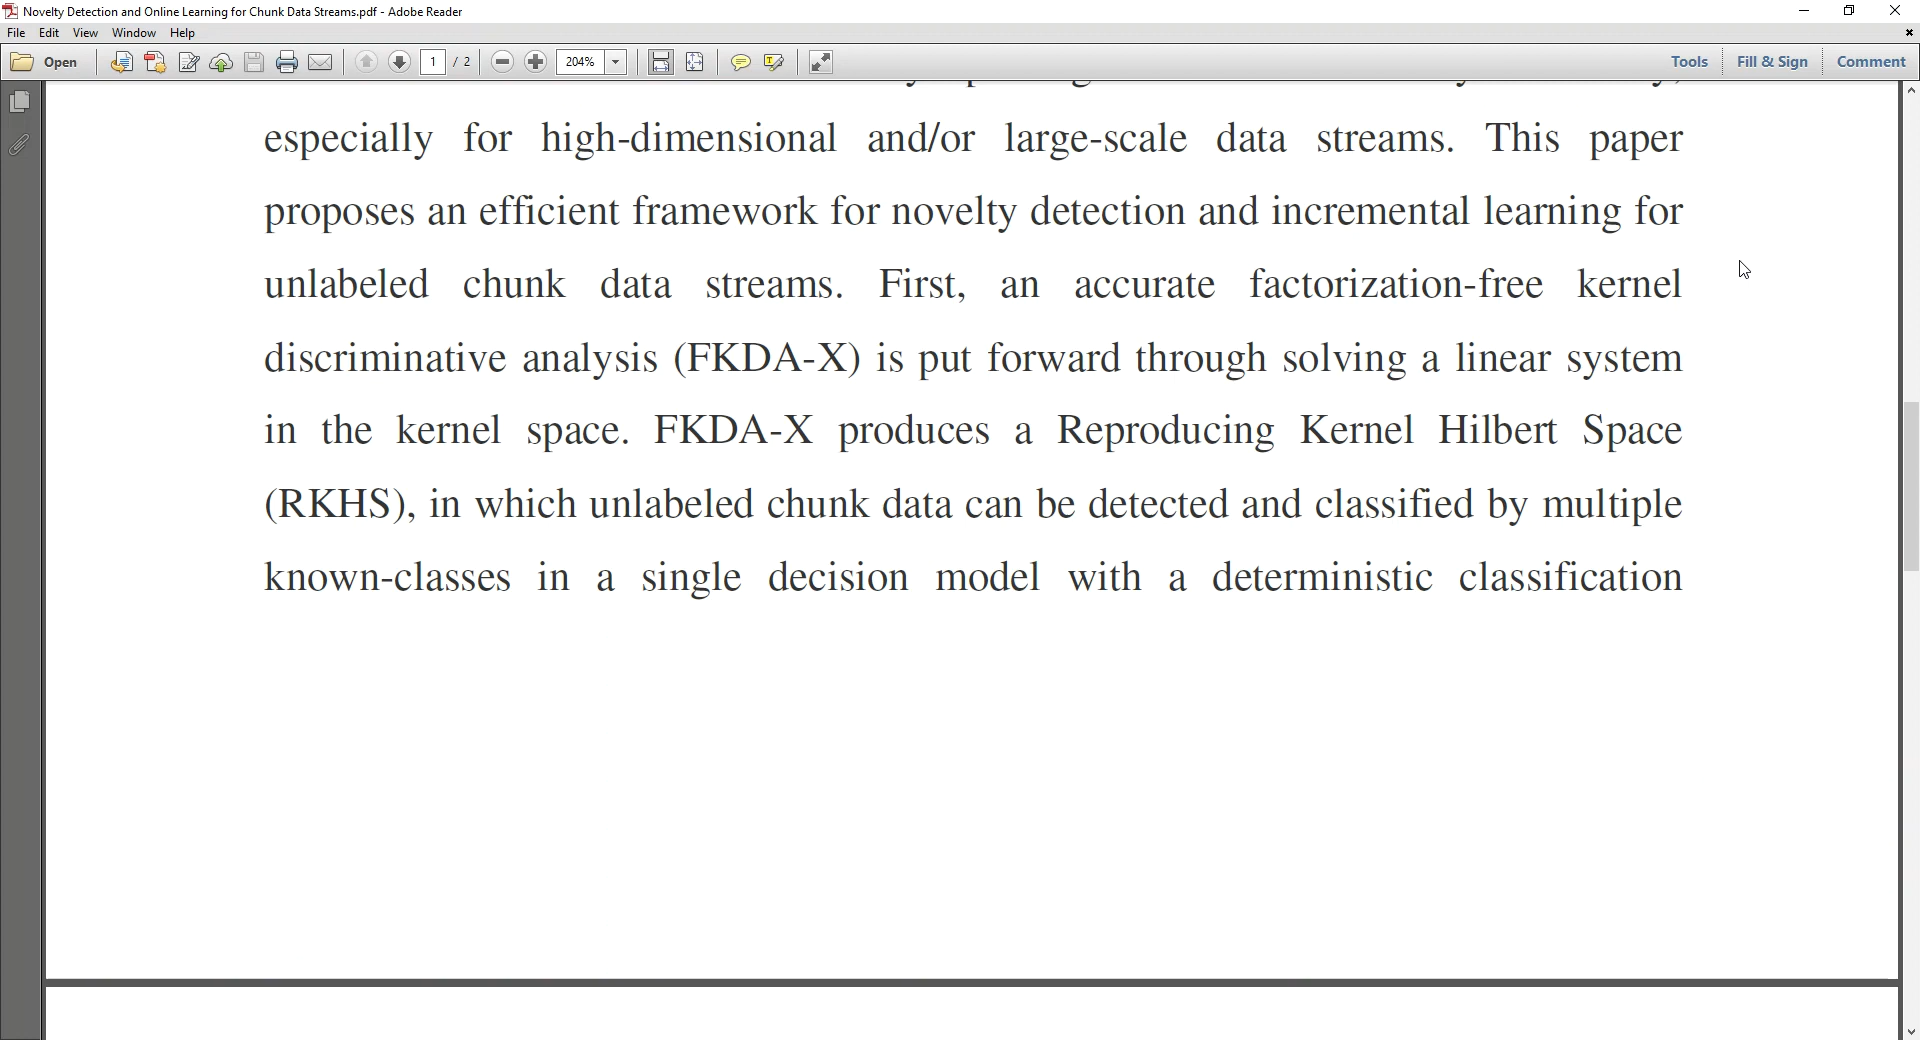 Novelty Detection and Online Learning for Chunk Data Streams.pdf - Adobe Reader
File Edit View Window Help
Open 1 / 2 204% Tools Fill & Sign Comment
especially for high-dimensional and/or large-scale data streams. This paper
proposes an efficient framework for novelty detection and incremental learning for
unlabeled chunk data streams. First, an accurate factorization-free kernel
discriminative analysis (FKDA-X) is put forward through solving a linear system
in the kernel space. FKDA-X produces a Reproducing Kernel Hilbert Space
(RKHS), in which unlabeled chunk data can be detected and classified by multiple
known-classes in a single decision model with a deterministic classification